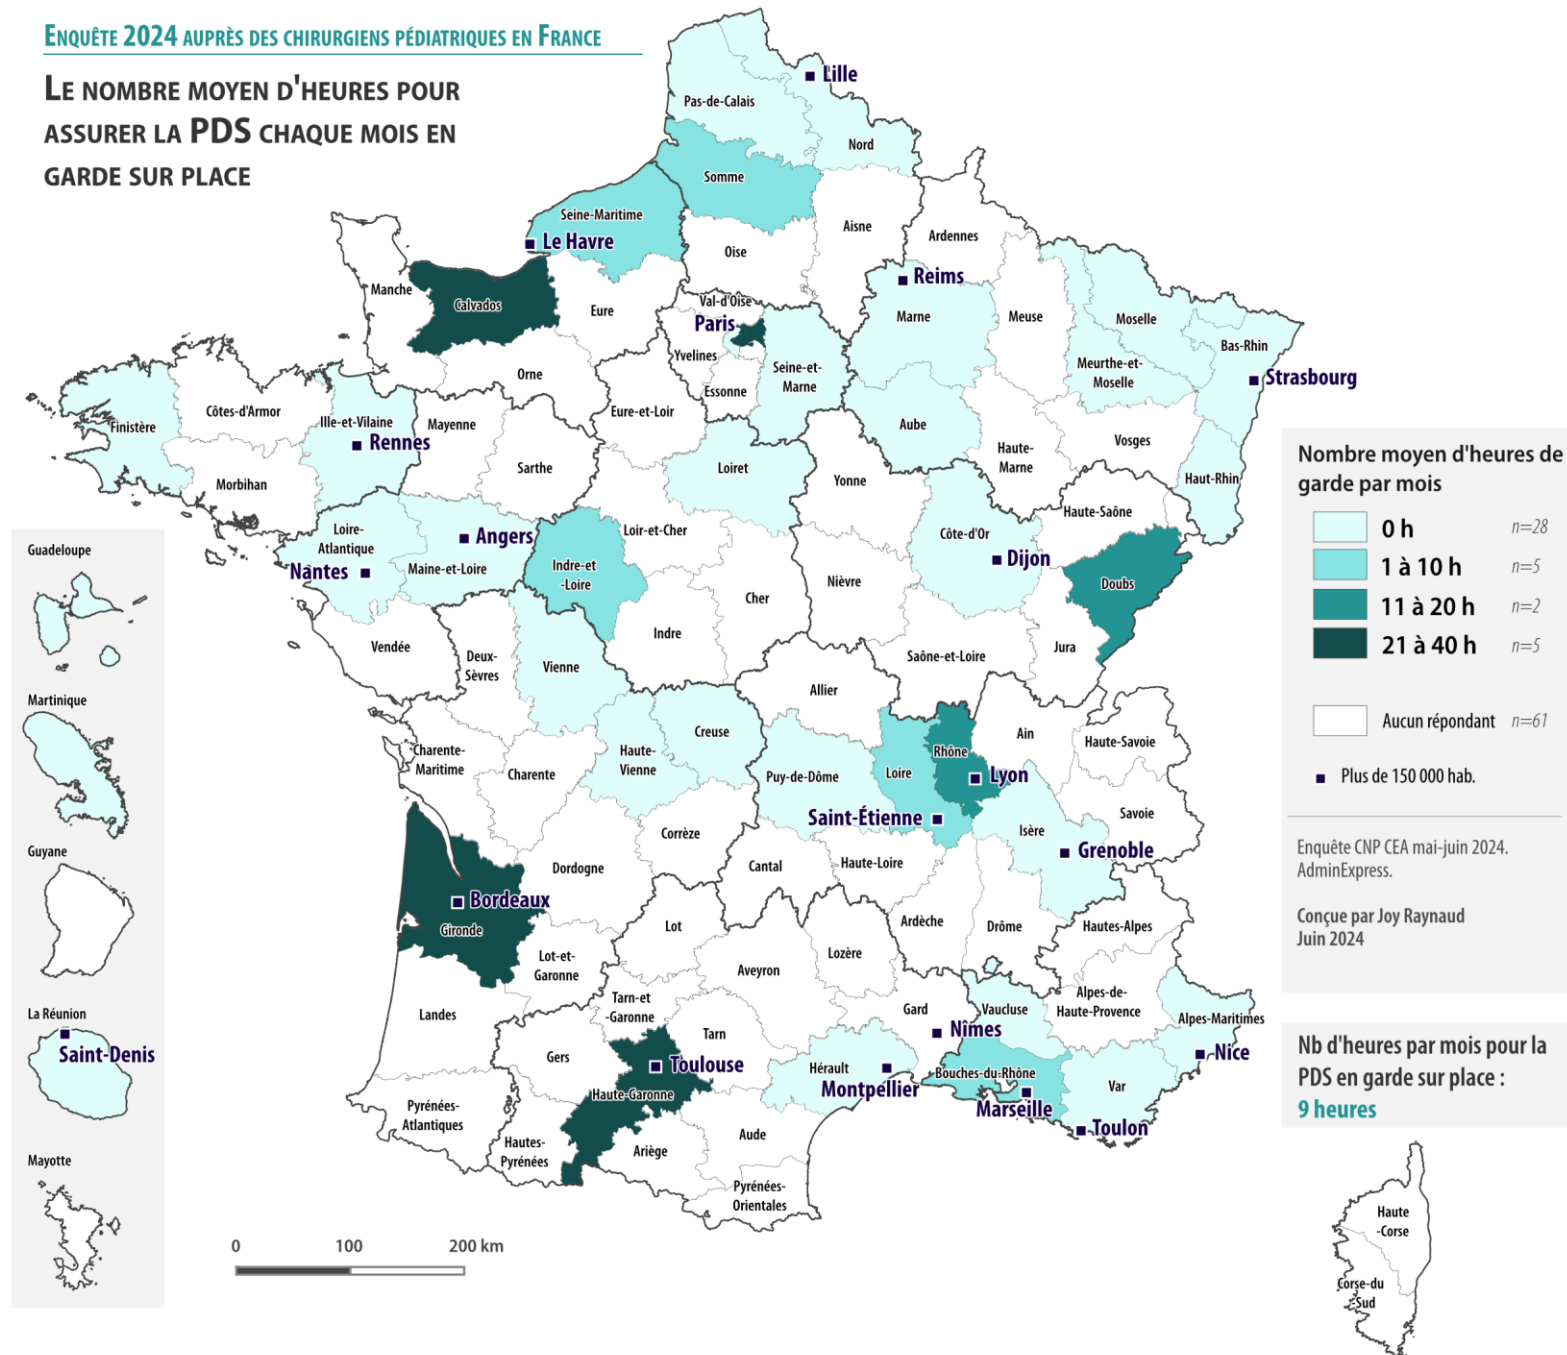 ENQUÊTE 2024 AUPRÈS DES CHIRURGIENS PÉDIATRIQUES EN FRANCE
LE NOMBRE MOYEN D'HEURES POUR
ASSURER LA PDS CHAQUE MOIS EN
GARDE SUR PLACE
Lille
Pas-de-Calais
Nord
Somme
Seine-Maritime
Le Havre
Aisne
Ardennes
Oise
Reims
Manche
Calvados
Eure
Val-d'Oise
Paris
Marne
Meuse
Moselle
Bas-Rhin
Yvelines
Seine-et-
Marne
Meurthe-et-
Moselle
Strasbourg
Orne
Essonne
Eure-et-Loir
Finistère
Côtes-d'Armor
Ille-et-Vilaine
Rennes
Mayenne
Aube
Vosges
Haute-
Marne
Morbihan
Sarthe
Loiret
Yonne
Haut-Rhin
Haute-Saône
Loire-
Atlantique
Nantes
Angers
Maine-et-Loire
Indre-et
-Loire
Loir-et-Cher
Côte-d'Or
Dijon
Doubs
Nièvre
Cher
Indre
Vendée
Deux-
Sèvres
Vienne
Saône-et-Loire
Jura
Allier
Charente-
Maritime
Charente
Haute-
Vienne
Creuse
Puy-de-Dôme
Loire
Rhône
Lyon
Ain
Haute-Savoie
Savoie
Saint-Étienne
Isère
Grenoble
Corrèze
Dordogne
Cantal
Haute-Loire
Bordeaux
Gironde
Lot
Lot-et-
Garonne
Aveyron
Lozère
Ardèche
Drôme
Hautes-Alpes
Landes
Tarn-et
-Garonne
Tarn
Gard
Nîmes
Vaucluse
Alpes-de-
Haute-Provence
Alpes-Maritimes
Nice
Gers
Toulouse
Haute-Garonne
Hérault
Montpellier
Bouches-du-Rhône
Marseille
Var
Toulon
Pyrénées-
Atlantiques
Hautes-
Pyrénées
Ariège
Aude
Pyrénées-
Orientales
Guadeloupe
Martinique
Guyane
La Réunion
Saint-Denis
Mayotte
0 100 200 km
Nombre moyen d'heures de
garde par mois
0 h n=28
1 à 10 h n=5
11 à 20 h n=2
21 à 40 h n=5
Aucun répondant n=61
Plus de 150 000 hab.
Enquête CNP CEA mai-juin 2024.
AdminExpress.
Conçue par Joy Raynaud
Juin 2024
Nb d'heures par mois pour la
PDS en garde sur place :
9 heures
Haute
-Corse
Corse-du
-Sud